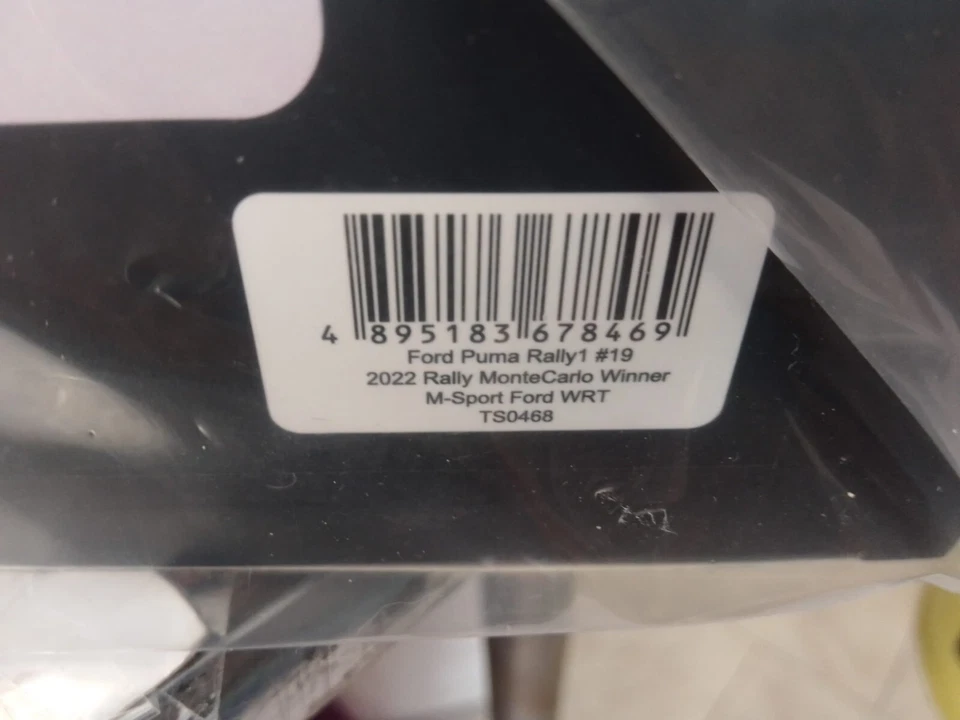 4 895183 678469
Ford Puma Rally1 #19
2022 Rally MonteCarlo Winner
M-Sport Ford WRT
TS0468